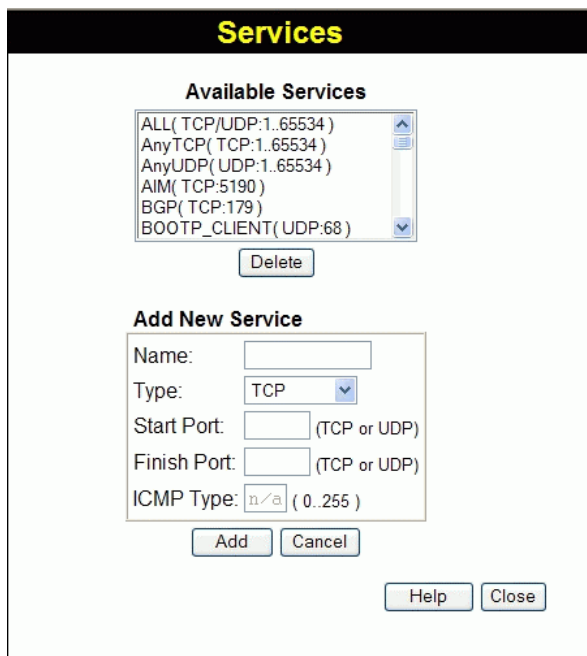 Services
Available Services
ALL( TCP/UDP:1..65534 )
AnyTCP( TCP:1..65534 )
AnyUDP( UDP:1..65534 )
AIM( TCP:5190 )
BGP( TCP:179 )
BOOTP_CLIENT( UDP:68 )
Delete
Add New Service
Name:
Type: TCP
Start Port: (TCP or UDP)
Finish Port: (TCP or UDP)
ICMP Type: n/a ( 0..255 )
Add Cancel
Help Close